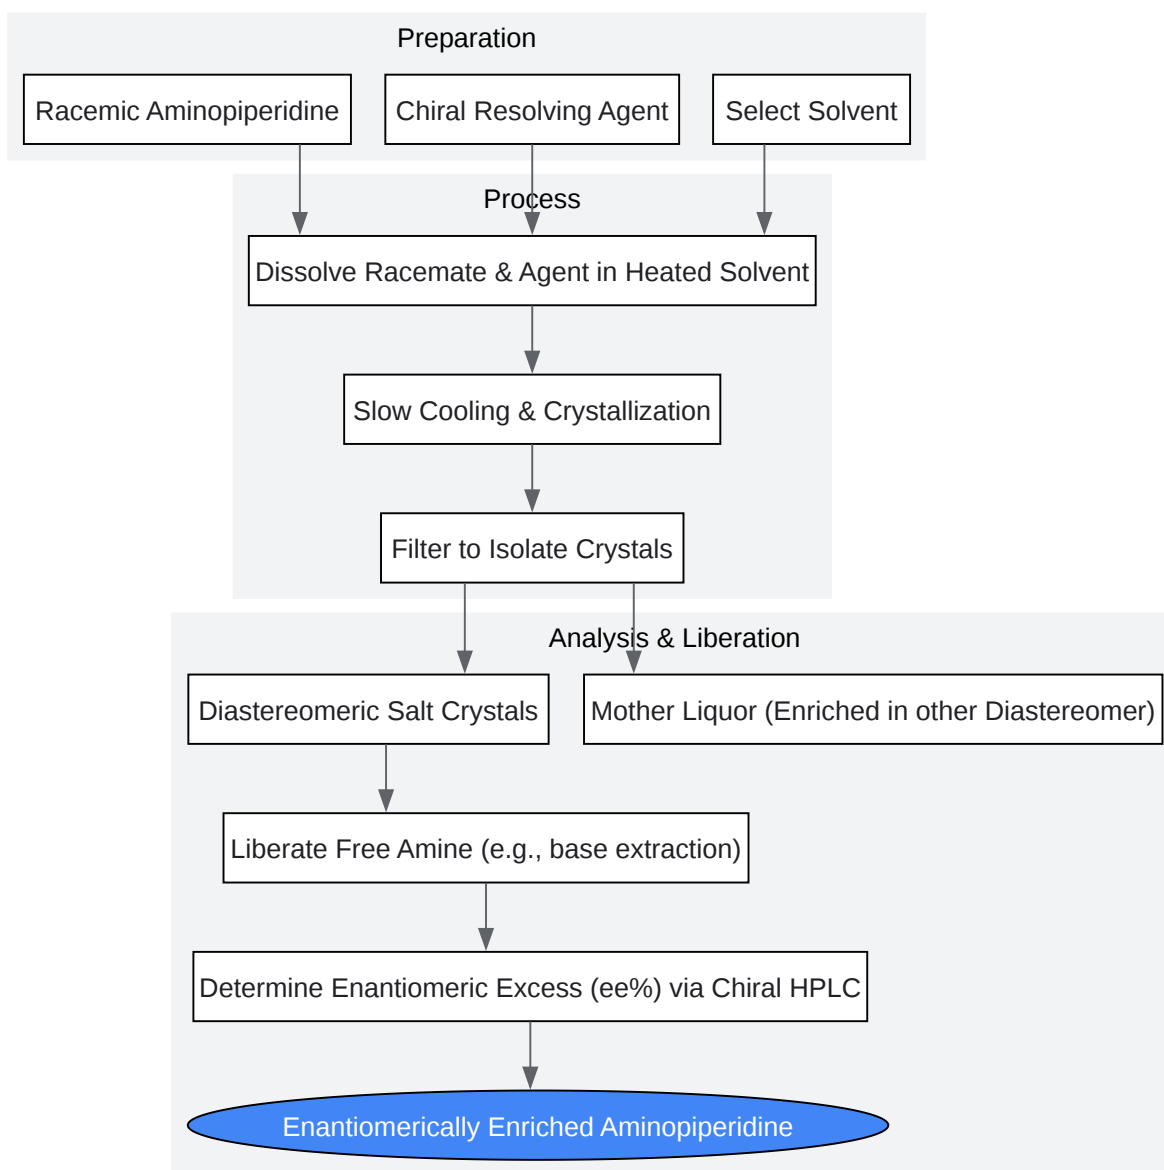 Preparation
Racemic Aminopiperidine
Chiral Resolving Agent
Select Solvent
Process
Dissolve Racemate & Agent in Heated Solvent
Slow Cooling & Crystallization
Filter to Isolate Crystals
Analysis & Liberation
Diastereomeric Salt Crystals
Mother Liquor (Enriched in other Diastereomer)
Liberate Free Amine (e.g., base extraction)
Determine Enantiomeric Excess (ee%) via Chiral HPLC
Enantiomerically Enriched Aminopiperidine